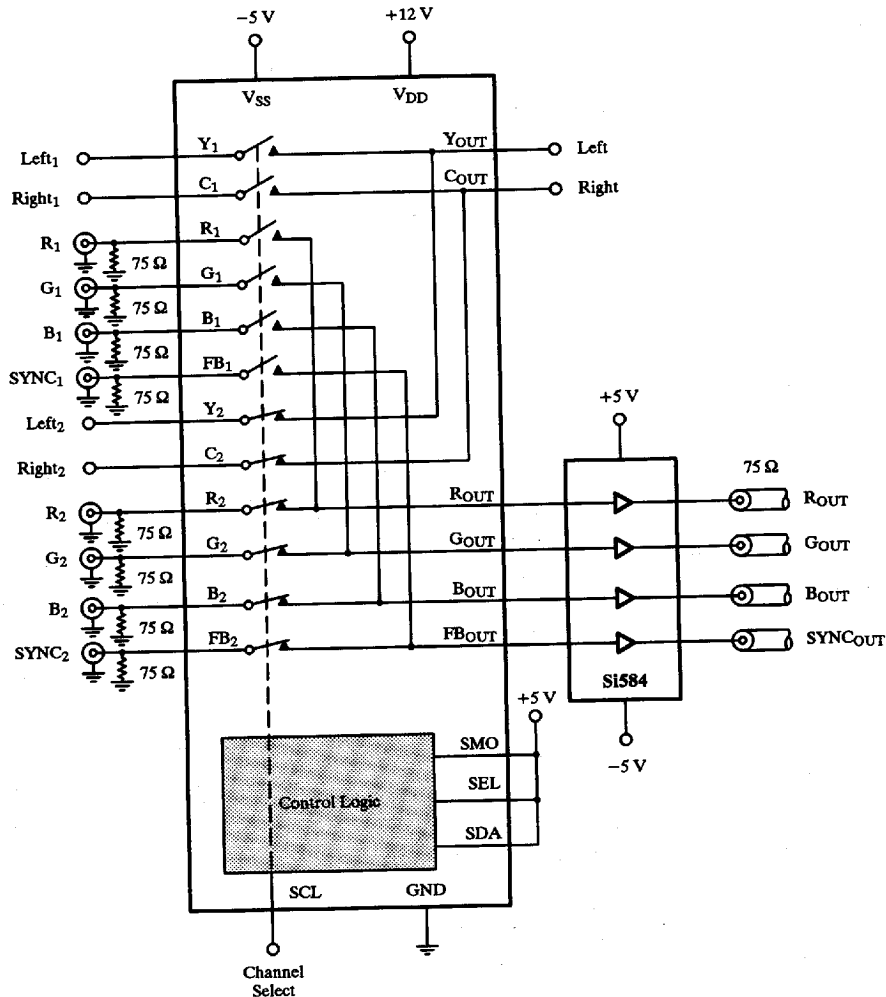 −5 V
+12 V
VSS
VDD
Left1
Y1
YOUT
Left
Right1
C1
COUT
Right
R1
75 Ω
R1
G1
75 Ω
G1
B1
75 Ω
B1
SYNC1
75 Ω
FB1
Left2
Y2
+5 V
Right2
C2
75 Ω
R2
75 Ω
R2
ROUT
ROUT
G2
75 Ω
G2
GOUT
GOUT
B2
75 Ω
B2
BOUT
BOUT
SYNC2
75 Ω
FB2
FBOUT
SYNCOUT
Si584
−5 V
+5 V
SMO
SEL
SDA
Control Logic
SCL
GND
Channel
Select